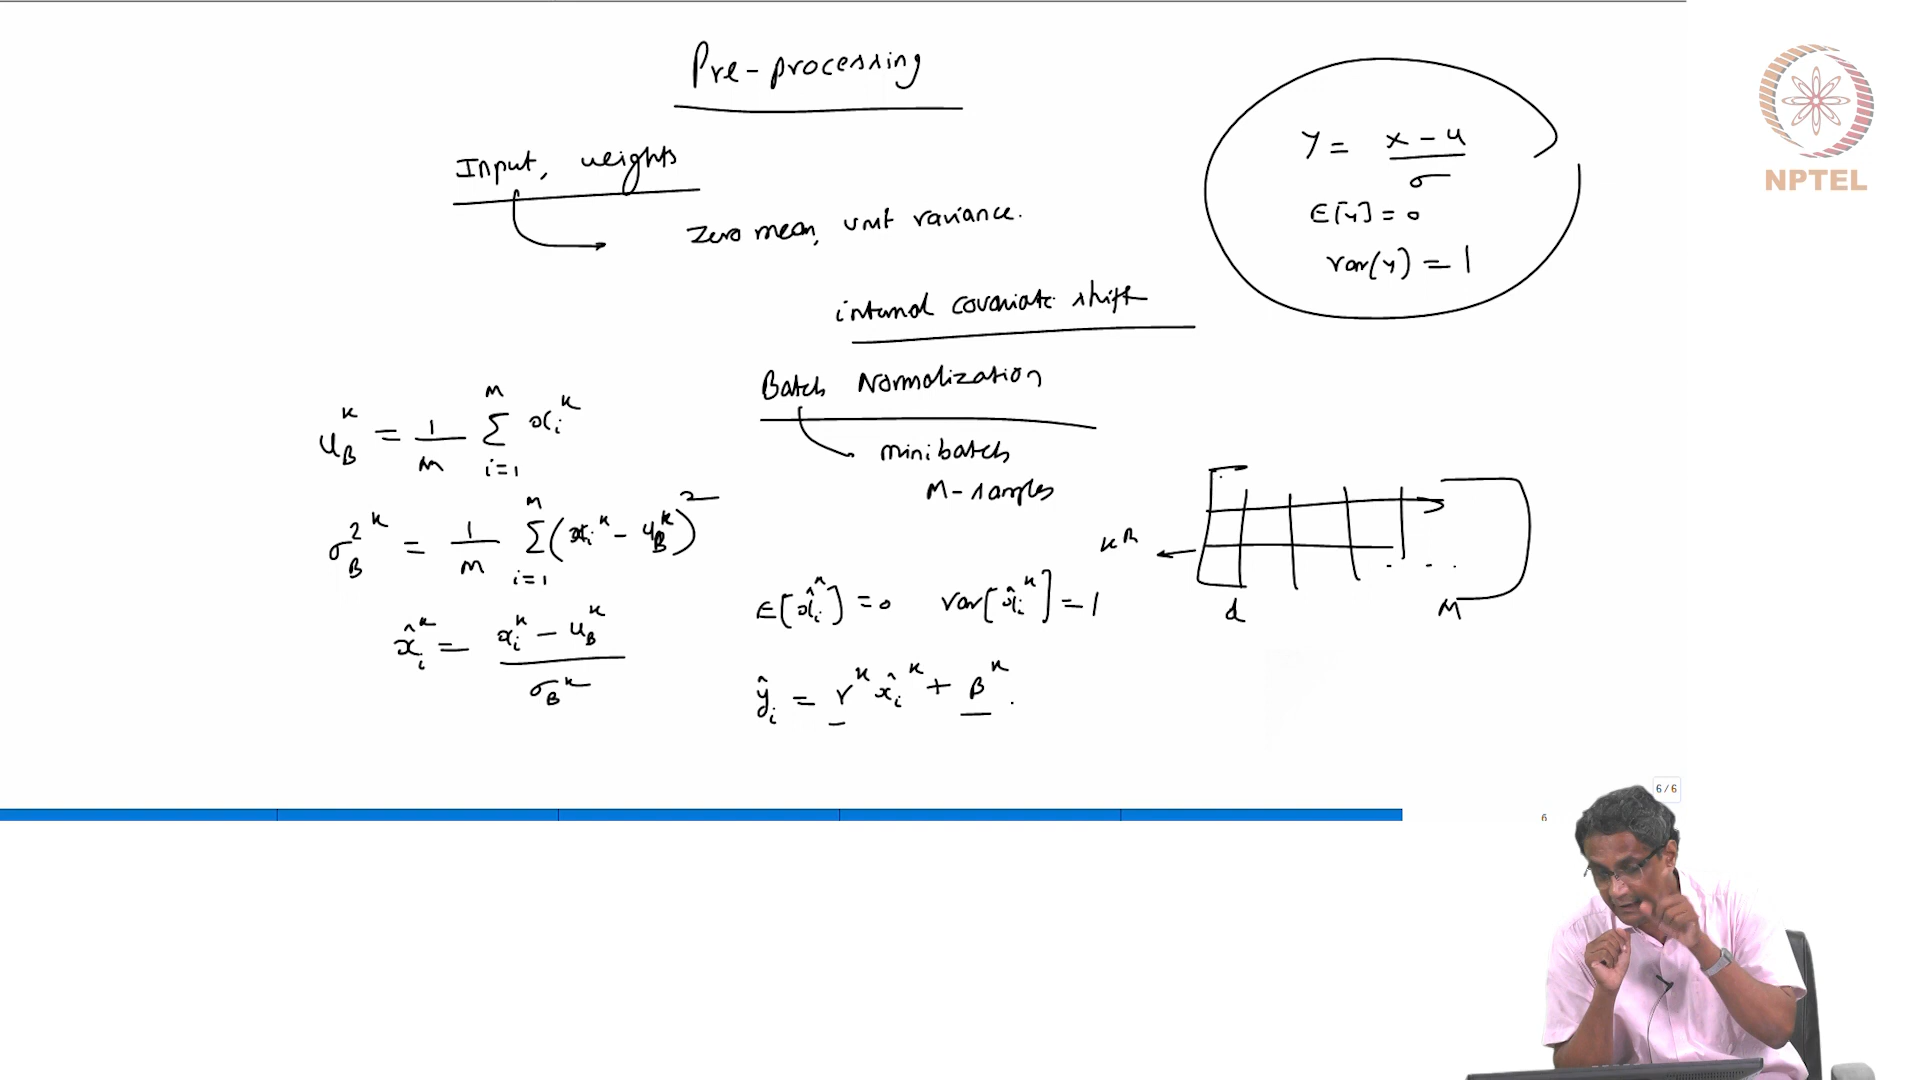 Pre-processing
Input, weights
zero mean, unit variance.
Y = x - u / σ
E[y] = 0
var(y) = 1
NPTEL
internal covariate shift
Batch Normalization
minibatch
M-samples
u_B^k = 1/m Σ_{i=1}^{m} x_i^k
σ_B^{2 k} = 1/m Σ_{i=1}^{m} (x_i^k - u_B^k)^2
x̂_i^k = x_i^k - u_B^k / σ_B^k
E[x̂_i^k] = 0 var[x̂_i^k] = 1
ŷ_i = γ^k x̂_i^k + β^k.
d
M
6/6
6